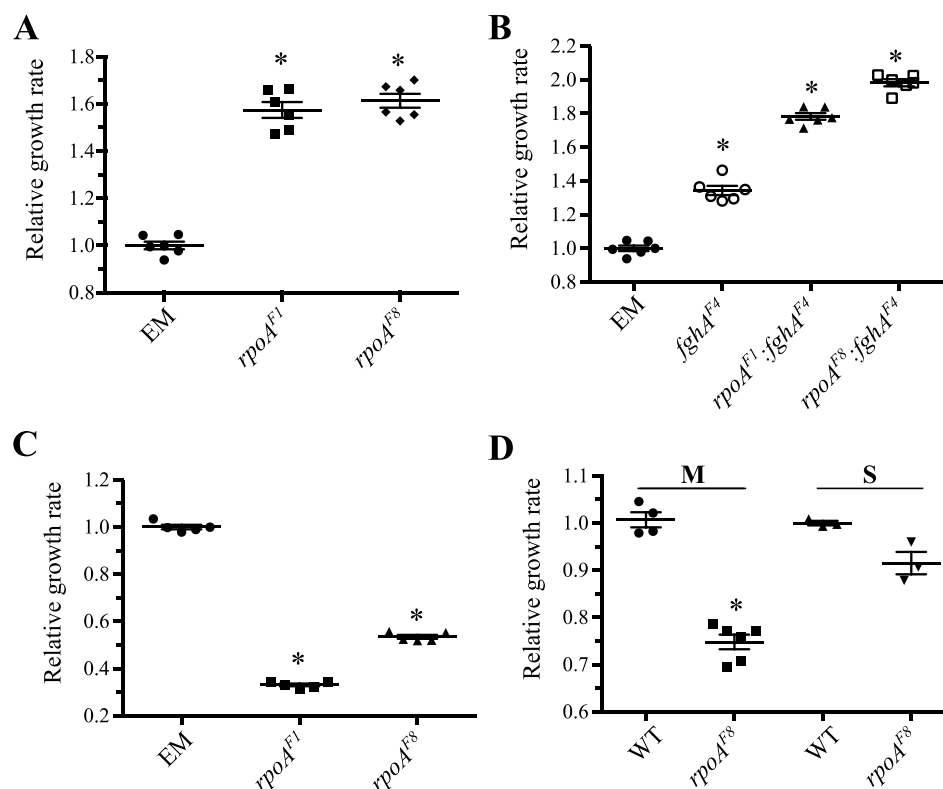 A
Relative growth rate
1.8
1.6
1.4
1.2
1.0
0.8
*
*
EM
rpoA^F1
rpoA^F8
B
Relative growth rate
2.2
2.0
1.8
1.6
1.4
1.2
1.0
0.8
*
*
*
EM
fghA^F4
rpoA^F1:fghA^F4
rpoA^F8:fghA^F4
C
Relative growth rate
1.2
1.0
0.8
0.6
0.4
0.2
*
*
EM
rpoA^F1
rpoA^F8
D
Relative growth rate
1.1
1.0
0.9
0.8
0.7
0.6
M
S
*
WT
rpoA^F8
WT
rpoA^F8